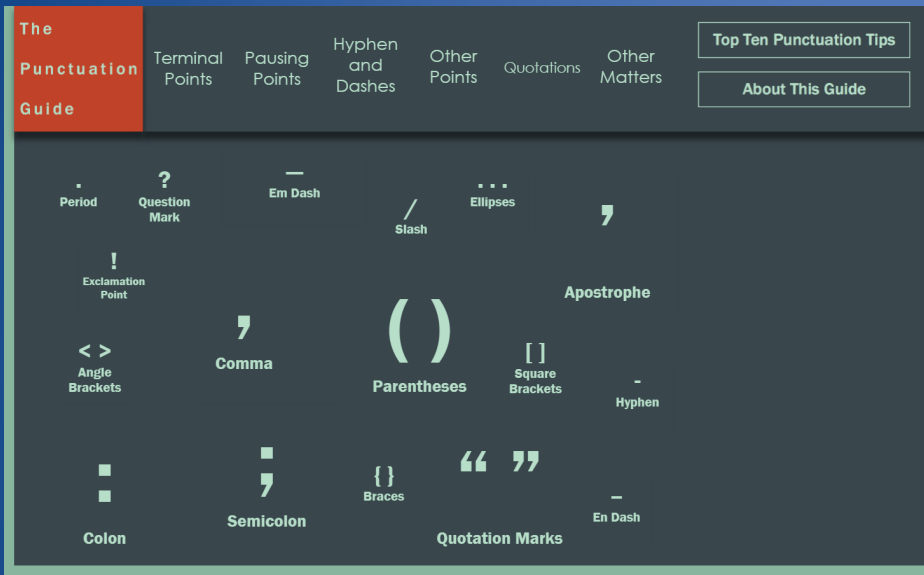 The
Punctuation
Guide
Terminal
Points
Pausing
Points
Hyphen
and
Dashes
Other
Points
Quotations
Other
Matters
Top Ten Punctuation Tips
About This Guide
.
Period
?
Question
Mark
—
Em Dash
/
Slash
...
Ellipses
’
Apostrophe
!
Exclamation
Point
< >
Angle
Brackets
,
Comma
( )
Parentheses
[ ]
Square
Brackets
-
Hyphen
:
Colon
;
Semicolon
{ }
Braces
“ ”
Quotation Marks
–
En Dash